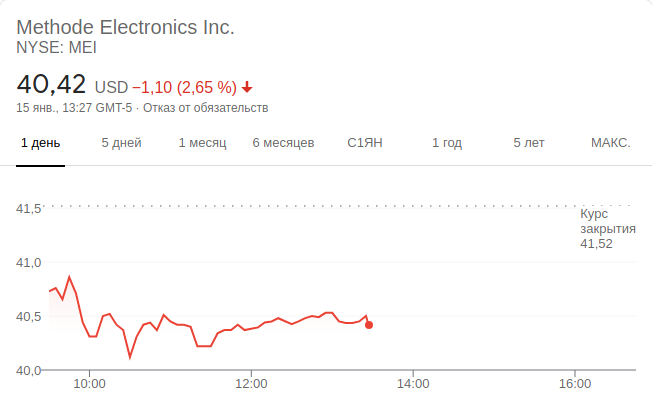 Methode Electronics Inc.
NYSE: MEI
40,42 USD −1,10 (2,65 %)
15 янв., 13:27 GMT-5 · Отказ от обязательств
1 день 5 дней 1 месяц 6 месяцев С1ЯН 1 год 5 лет МАКС.
41,5
Курс
закрытия
41,52
41,0
40,5
40,0
10:00 12:00 14:00 16:00